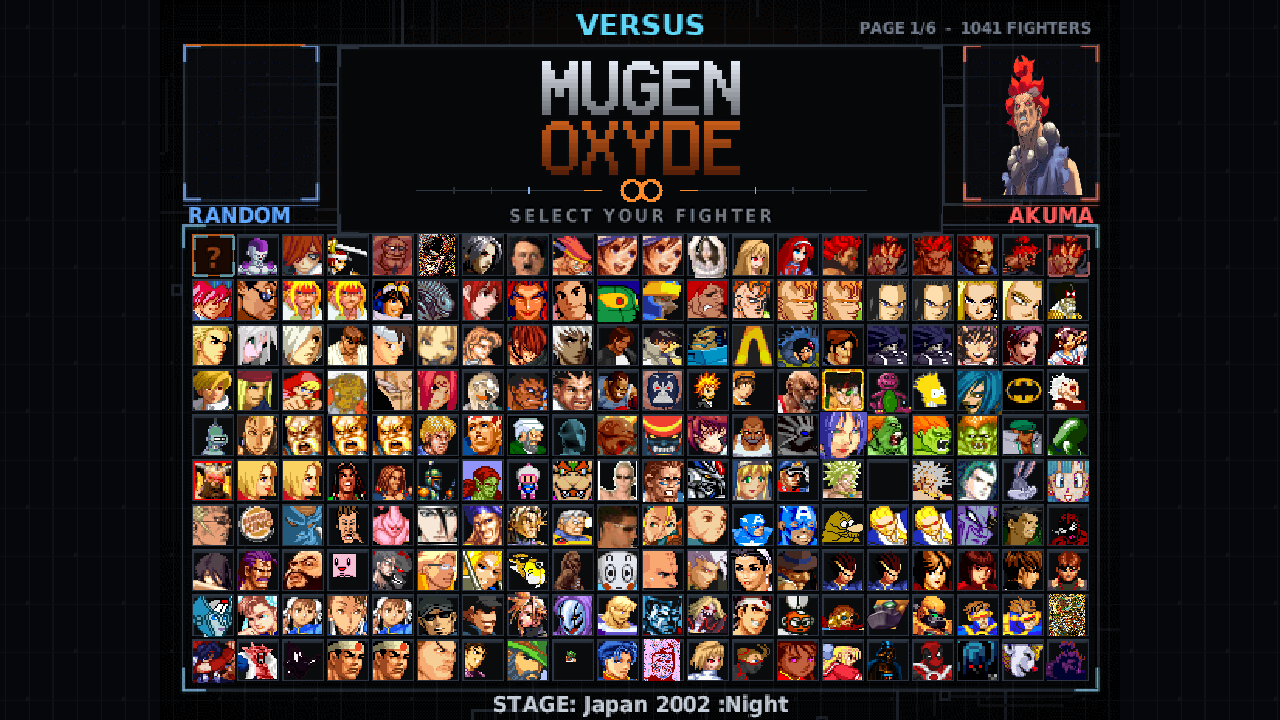 VERSUS
PAGE 1/6 - 1041 FIGHTERS
MUGEN
OXYDE
SELECT YOUR FIGHTER
RANDOM
AKUMA
?
STAGE: Japan 2002 :Night